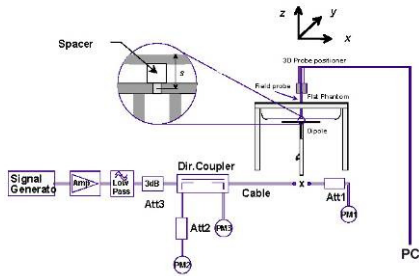 z
y
x
Spacer
s
3D Probe positioner
Field probe
Flat Phantom
Dipole
Signal
Generato
Amp
Low
Pass
3dB
Att3
Dir.Coupler
Cable
x
Att1
PM1
Att2
PM3
PM2
PC